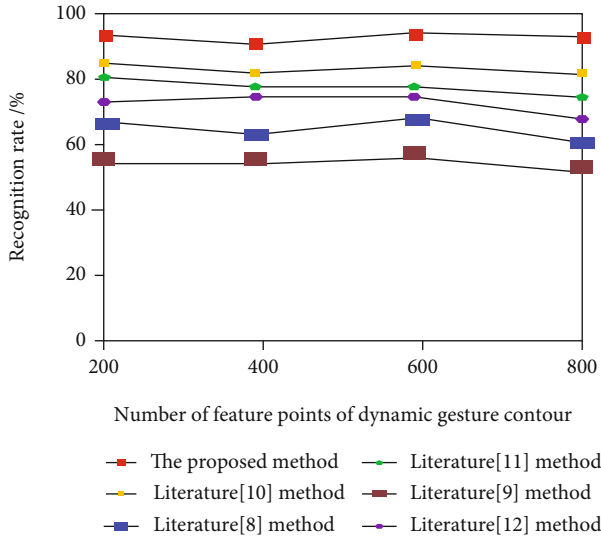 100
80
60
40
20
0
Recognition rate /%
200 400 600 800
Number of feature points of dynamic gesture contour
The proposed method Literature[11] method
Literature[10] method Literature[9] method
Literature[8] method Literature[12] method